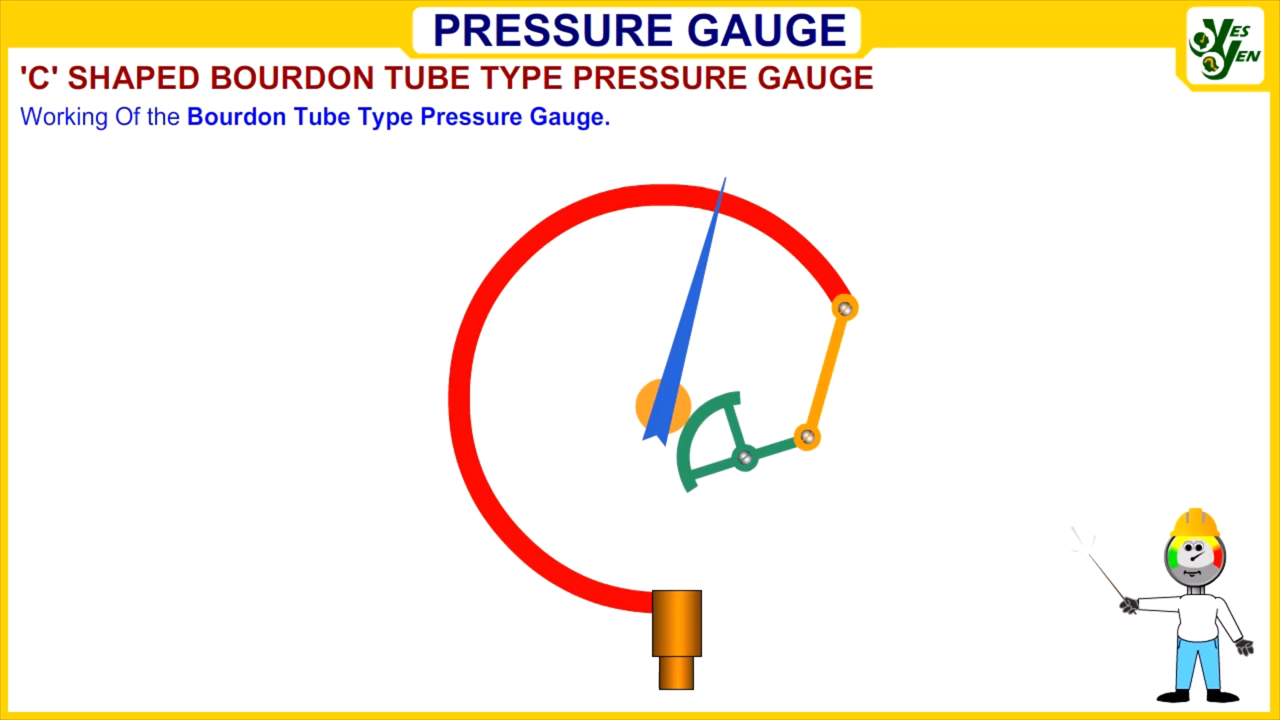 PRESSURE GAUGE
YES
YEN
'C' SHAPED BOURDON TUBE TYPE PRESSURE GAUGE
Working Of the Bourdon Tube Type Pressure Gauge.